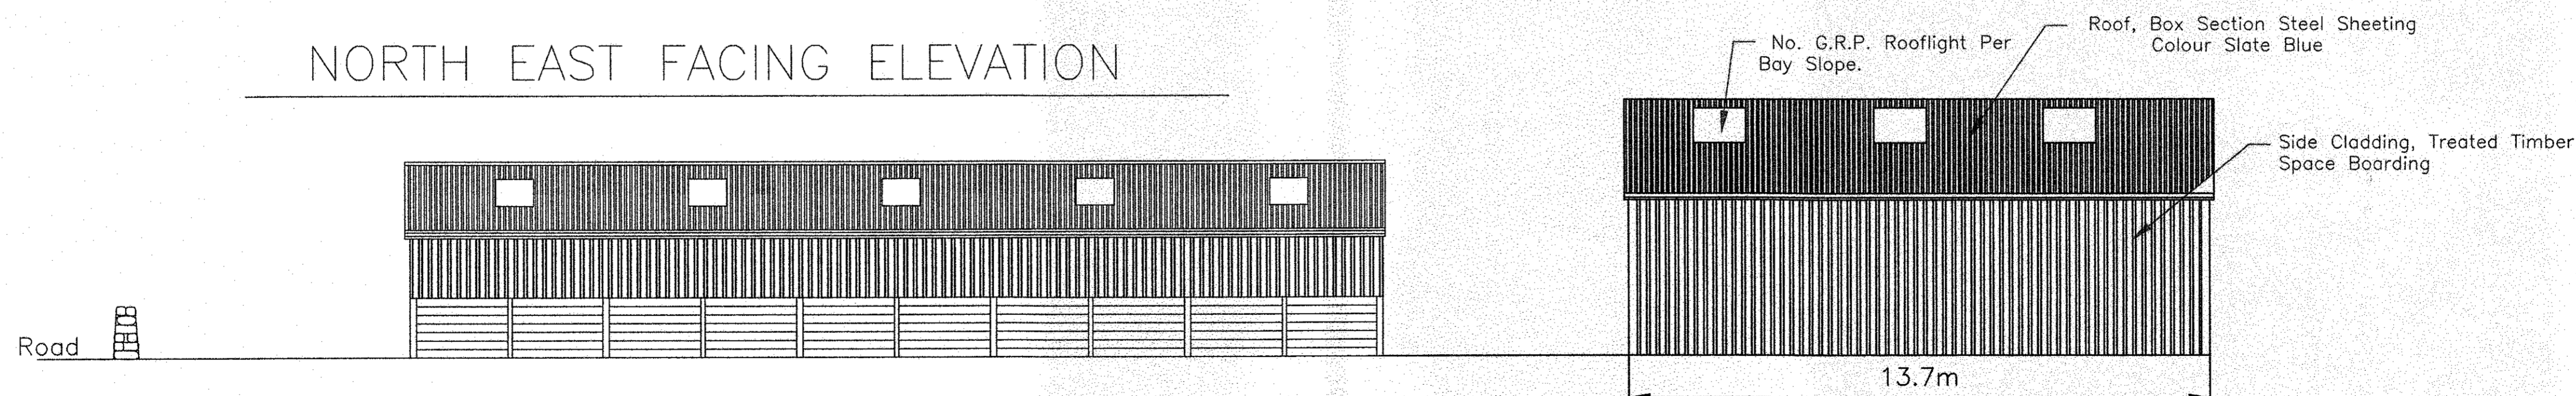 NORTH EAST FACING ELEVATION
No. G.R.P. Rooflight Per
Bay Slope.
Roof, Box Section Steel Sheeting
Colour Slate Blue
Side Cladding, Treated Timber
Space Boarding
Road
13.7m